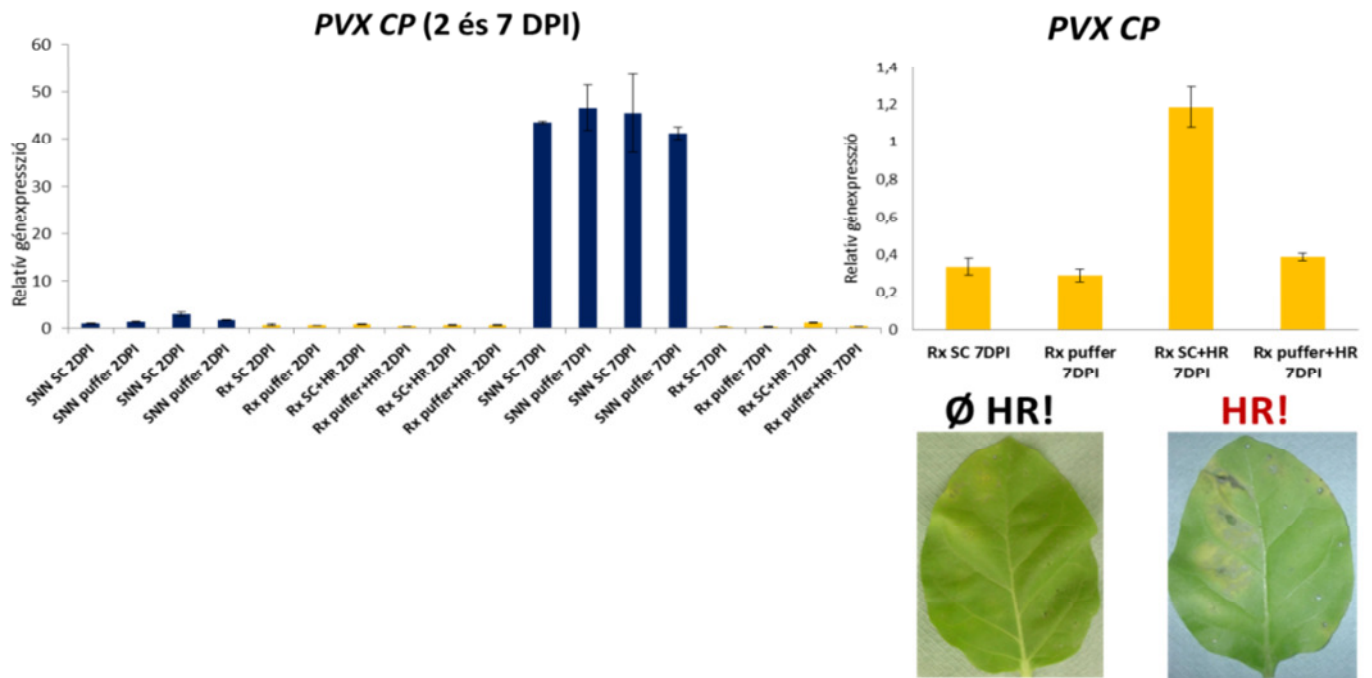 PVX CP (2 és 7 DPI)
Relatív génexpresszió
60
50
40
30
20
10
0
SNN SC 2DPI
SNN puffer 2DPI
SNN SC 2DPI
SNN puffer 2DPI
Rx SC 2DPI
Rx puffer 2DPI
Rx SC+HR 2DPI
Rx puffer+HR 2DPI
Rx SC+HR 2DPI
Rx puffer+HR 2DPI
SNN SC 7DPI
SNN puffer 7DPI
SNN SC 7DPI
SNN puffer 7DPI
Rx SC 7DPI
Rx puffer 7DPI
Rx SC+HR 7DPI
Rx puffer+HR 7DPI
PVX CP
Relatív génexpresszió
1,4
1,2
1
0,8
0,6
0,4
0,2
0
Rx SC 7DPI
Rx puffer
7DPI
Rx SC+HR
7DPI
Rx puffer+HR
7DPI
Ø HR!
HR!